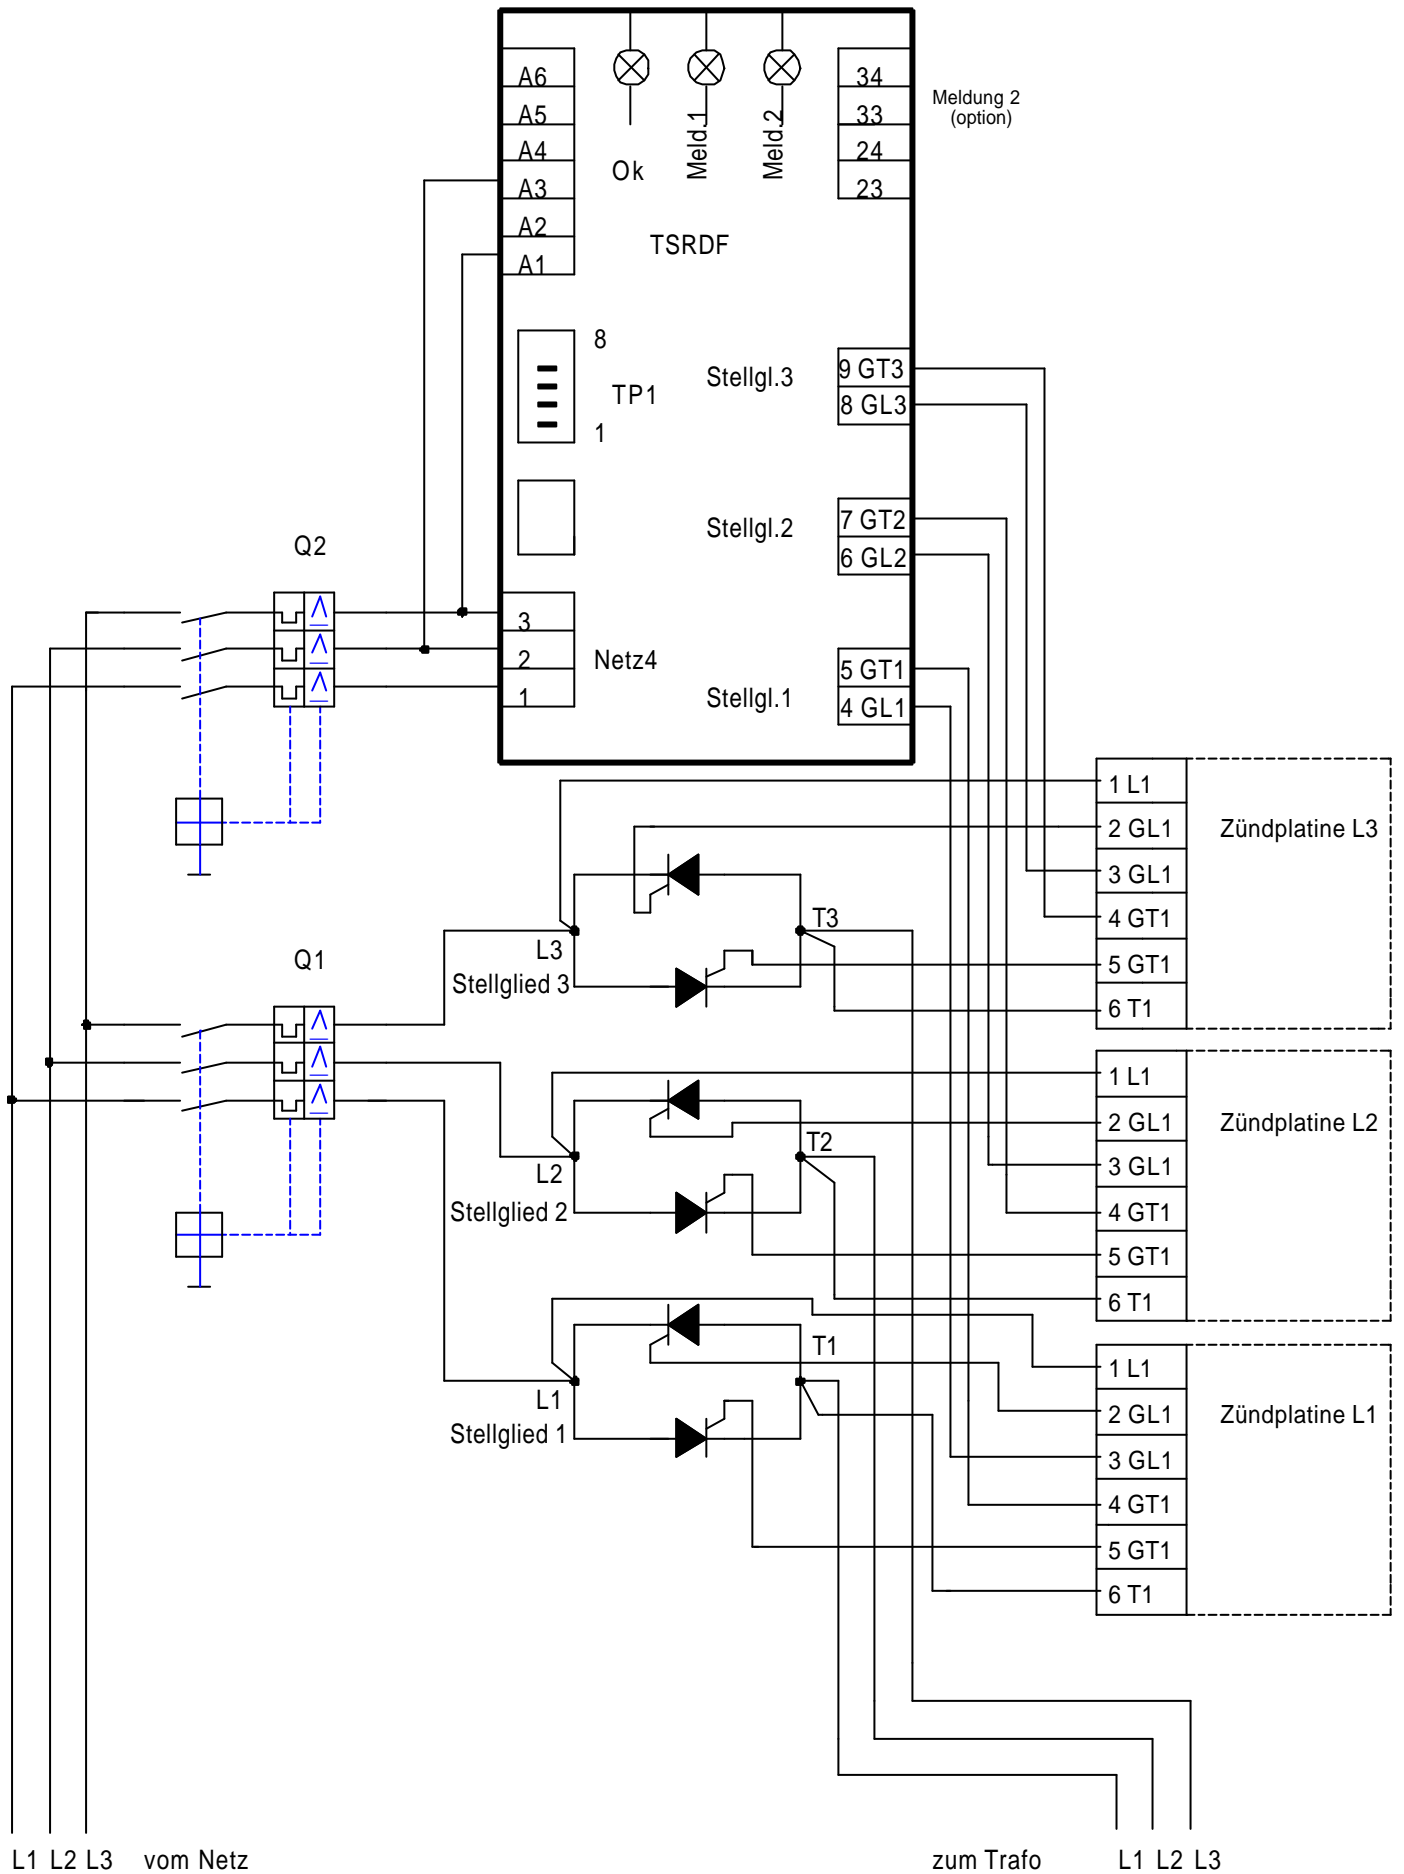 A6
A5
A4
A3
A2
A1
Ok
Meld.1
Meld.2
34
33
24
23
Meldung 2
(option)
TSRDF
8
TP1
1
Stellgl.3
9 GT3
8 GL3
Stellgl.2
7 GT2
6 GL2
Q2
3
2
1
Netz4
Stellgl.1
5 GT1
4 GL1
1 L1
2 GL1
3 GL1
4 GT1
5 GT1
6 T1
Zündplatine L3
T3
L3
Stellglied 3
Q1
1 L1
2 GL1
3 GL1
4 GT1
5 GT1
6 T1
Zündplatine L2
T2
L2
Stellglied 2
T1
L1
Stellglied 1
1 L1
2 GL1
3 GL1
4 GT1
5 GT1
6 T1
Zündplatine L1
L1 L2 L3 vom Netz
zum Trafo L1 L2 L3